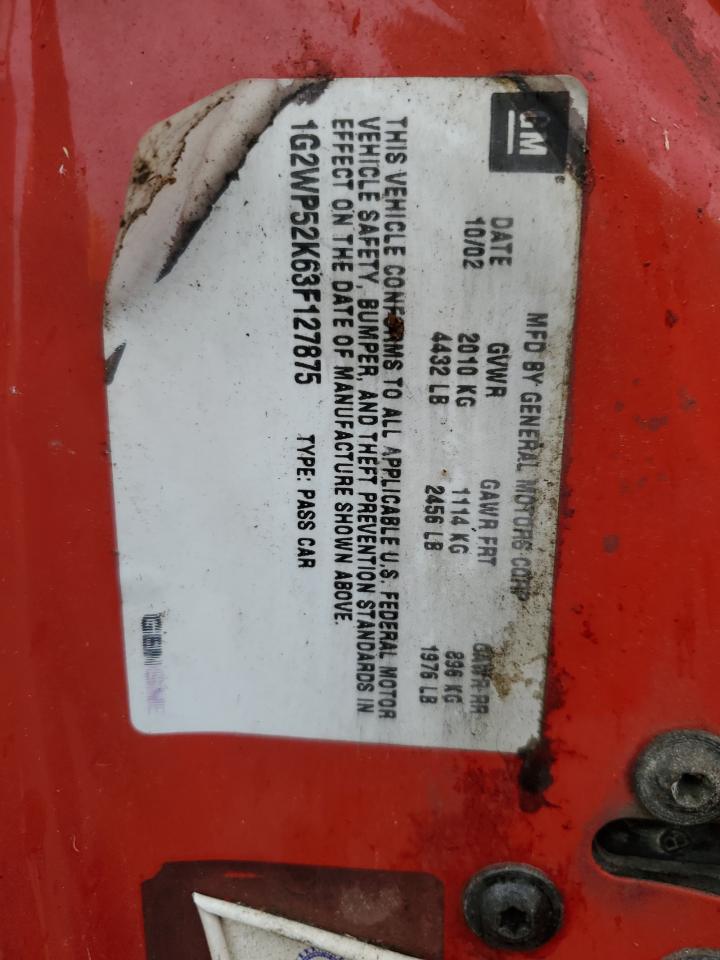 GM
MFD BY GENERAL MOTORS CORP
DATE GVWR GAWR FRT GAWR RR
10/02 2010 KG 1114 KG 896 KG
4432 LB 2456 LB 1976 LB
THIS VEHICLE CONFORMS TO ALL APPLICABLE U.S. FEDERAL MOTOR
VEHICLE SAFETY, BUMPER, AND THEFT PREVENTION STANDARDS IN
EFFECT ON THE DATE OF MANUFACTURE SHOWN ABOVE.
1G2WP52K63F127875 TYPE: PASS CAR